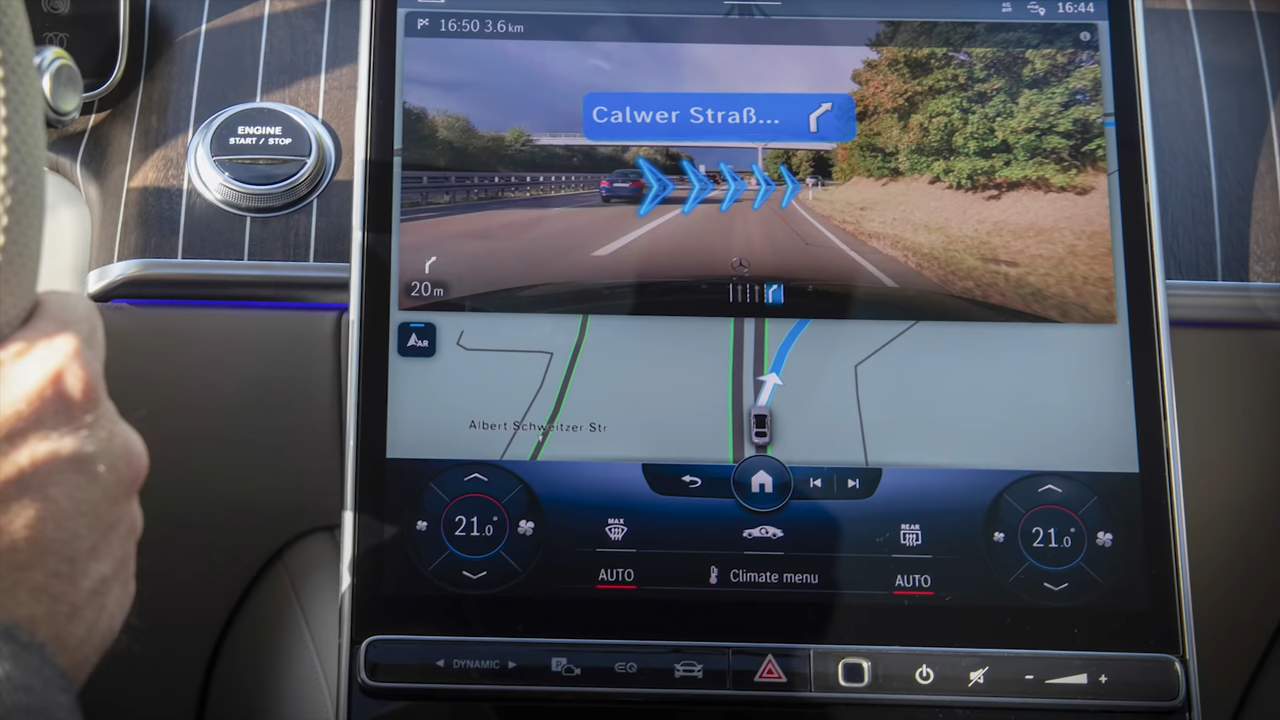 16:50 3.6 km
16:44
ENGINE
START / STOP
Calwer Straß...
20 m
AR
Albert-Schweitzer-Str
21.0°
MAX
REAR
21.0°
AUTO
Climate menu
AUTO
DYNAMIC
P
EQ
- +